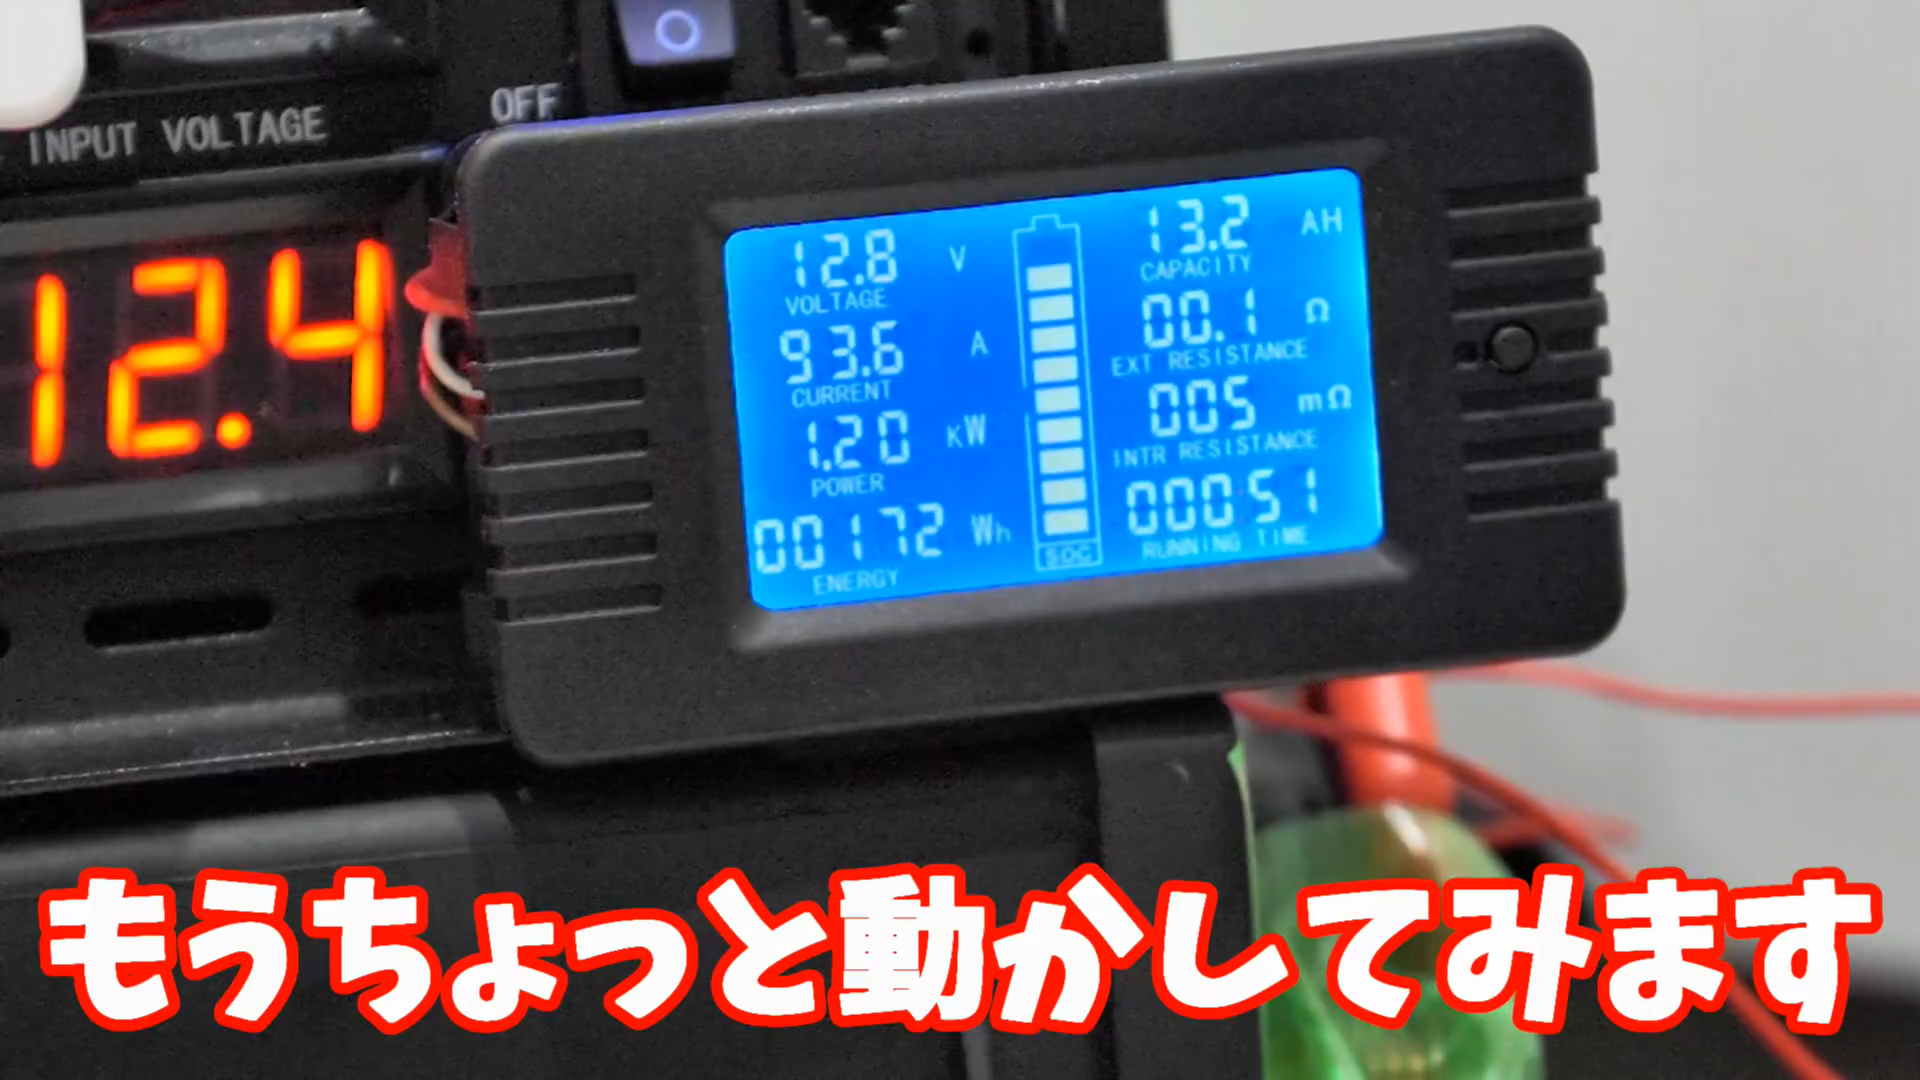 OFF
INPUT VOLTAGE
12.4
12.8 V
VOLTAGE
93.6 A
CURRENT
1.20 KW
POWER
00172 Wh
ENERGY
SOC
13.2 AH
CAPACITY
00.1 Ω
EXT RESISTANCE
005 mΩ
INTR RESISTANCE
000051
RUNNING TIME
もうちょっと動かしてみます